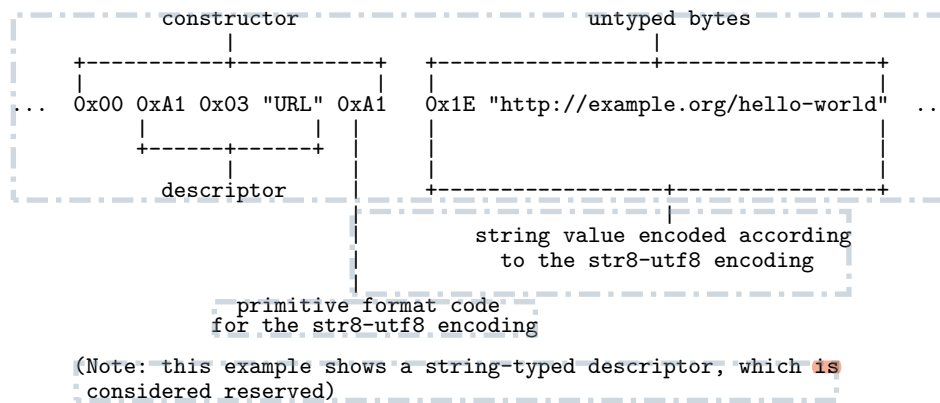 constructor untyped bytes
... 0x00 0xA1 0x03 "URL" 0xA1 0x1E "http://example.org/hello-world" ..
descriptor
string value encoded according
to the str8-utf8 encoding
primitive format code
for the str8-utf8 encoding
(Note: this example shows a string-typed descriptor, which is
considered reserved)